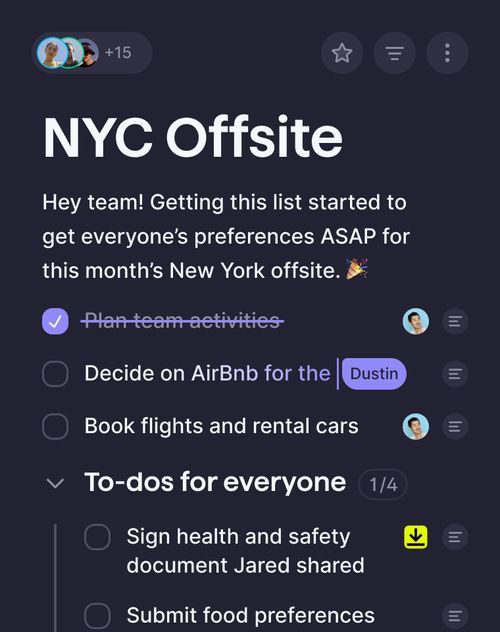 +15
NYC Offsite
Hey team! Getting this list started to
get everyone’s preferences ASAP for
this month’s New York offsite. 🎉
Plan team activities
Decide on AirBnb for the Dustin
Book flights and rental cars
To-dos for everyone 1/4
Sign health and safety
document Jared shared
Submit food preferences